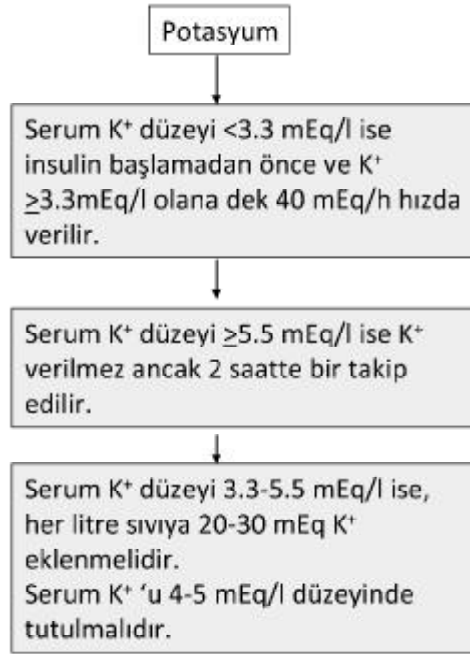 Potasyum
Serum K⁺ düzeyi <3.3 mEq/l ise
insulin başlamadan önce ve K⁺
≥3.3mEq/l olana dek 40 mEq/h hızda
verilir.
Serum K⁺ düzeyi ≥5.5 mEq/l ise K⁺
verilmez ancak 2 saatte bir takip
edilir.
Serum K⁺ düzeyi 3.3-5.5 mEq/l ise,
her litre sıvıya 20-30 mEq K⁺
eklenmelidir.
Serum K⁺ ‘u 4-5 mEq/l düzeyinde
tutulmalıdır.